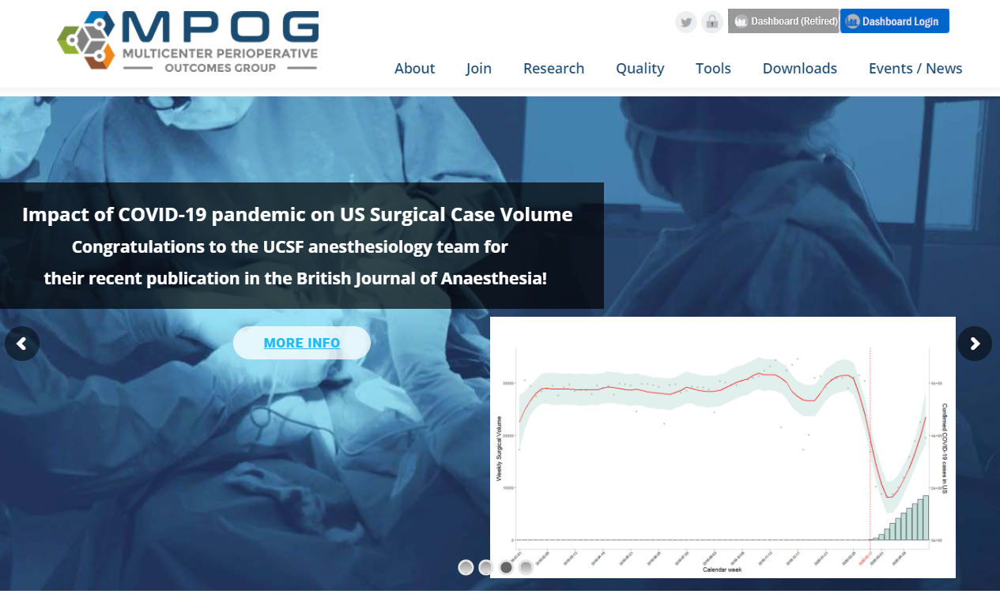 MPOG
MULTICENTER PERIOPERATIVE
OUTCOMES GROUP
Dashboard (Retired)
Dashboard Login
About
Join
Research
Quality
Tools
Downloads
Events / News
Impact of COVID-19 pandemic on US Surgical Case Volume
Congratulations to the UCSF anesthesiology team for
their recent publication in the British Journal of Anaesthesia!
MORE INFO
Weekly Surgical Volume
30000
20000
10000
0
Confirmed COVID-19 cases in US
Calendar week